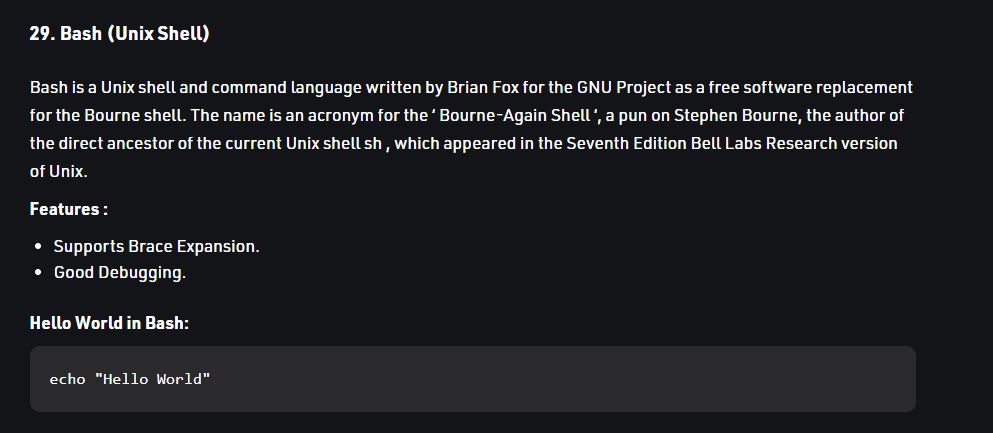 29. Bash (Unix Shell)
Bash is a Unix shell and command language written by Brian Fox for the GNU Project as a free software replacement
for the Bourne shell. The name is an acronym for the ‘ Bourne-Again Shell ‘, a pun on Stephen Bourne, the author of
the direct ancestor of the current Unix shell sh , which appeared in the Seventh Edition Bell Labs Research version
of Unix.
Features :
• Supports Brace Expansion.
• Good Debugging.
Hello World in Bash:
echo "Hello World"